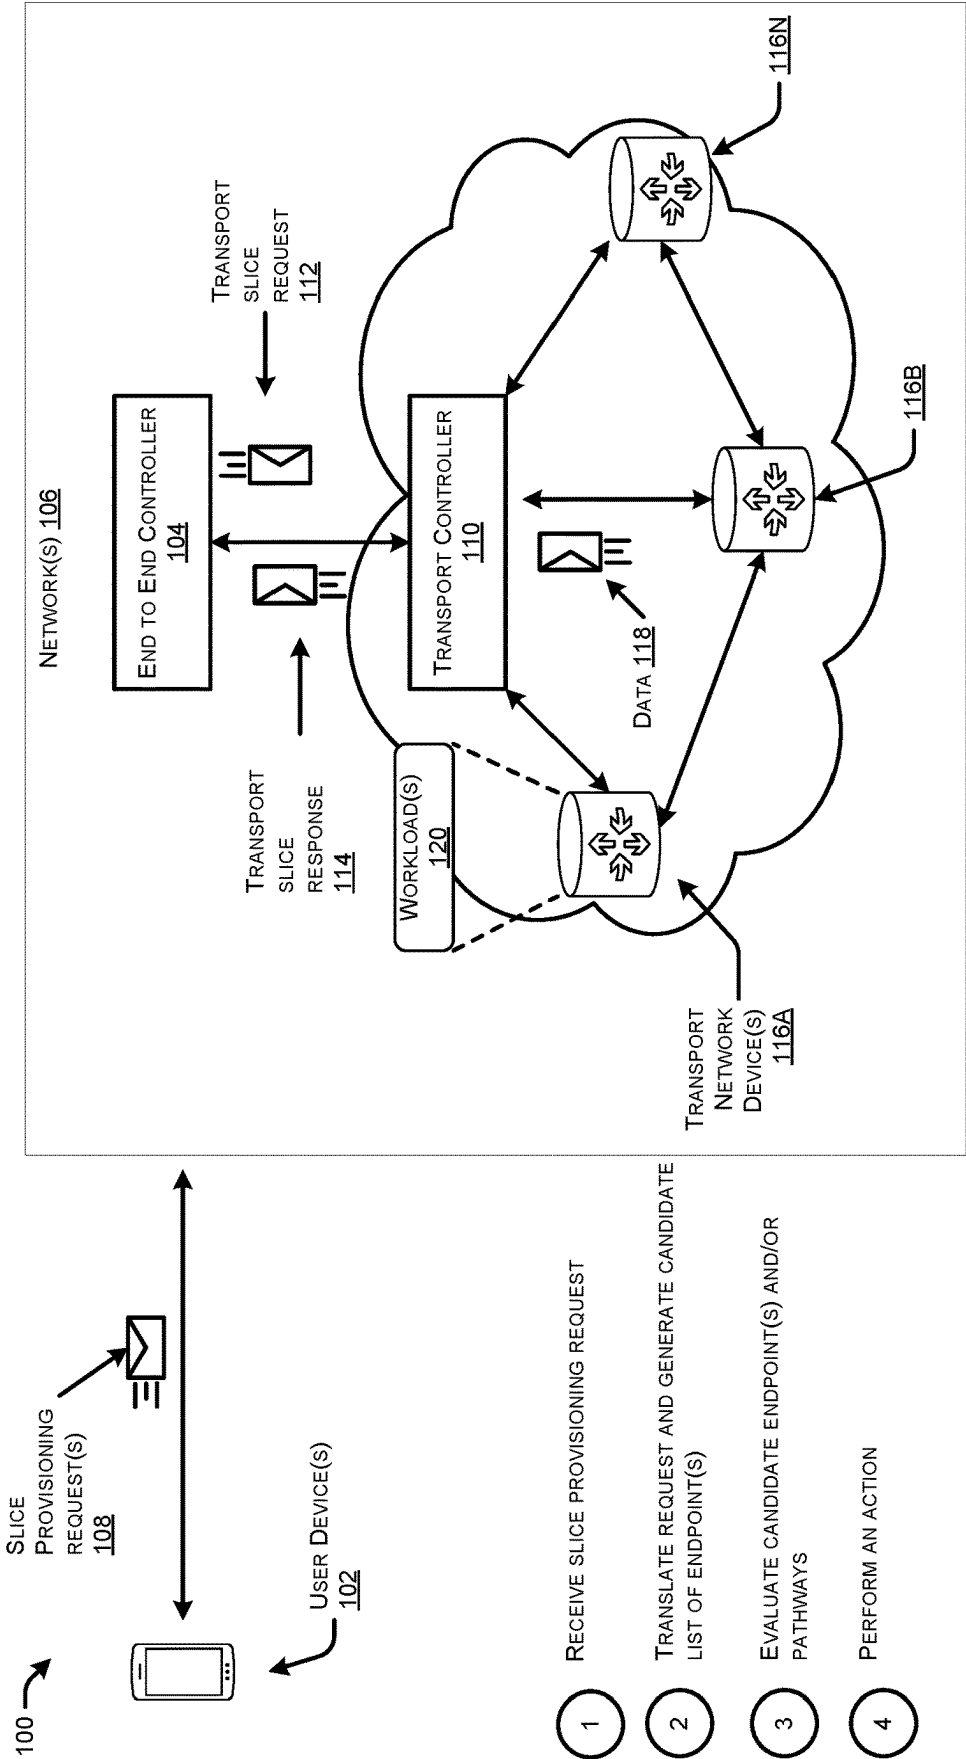 100
SLICE
PROVISIONING
REQUEST(S)
108
USER DEVICE(S)
102
NETWORK(S) 106
END TO END CONTROLLER
104
TRANSPORT
SLICE
REQUEST
112
TRANSPORT
SLICE
RESPONSE
114
TRANSPORT CONTROLLER
110
WORKLOAD(S)
120
DATA 118
TRANSPORT
NETWORK
DEVICE(S)
116A
116B
116N
1 RECEIVE SLICE PROVISIONING REQUEST
2 TRANSLATE REQUEST AND GENERATE CANDIDATE
LIST OF ENDPOINT(S)
3 EVALUATE CANDIDATE ENDPOINT(S) AND/OR
PATHWAYS
4 PERFORM AN ACTION